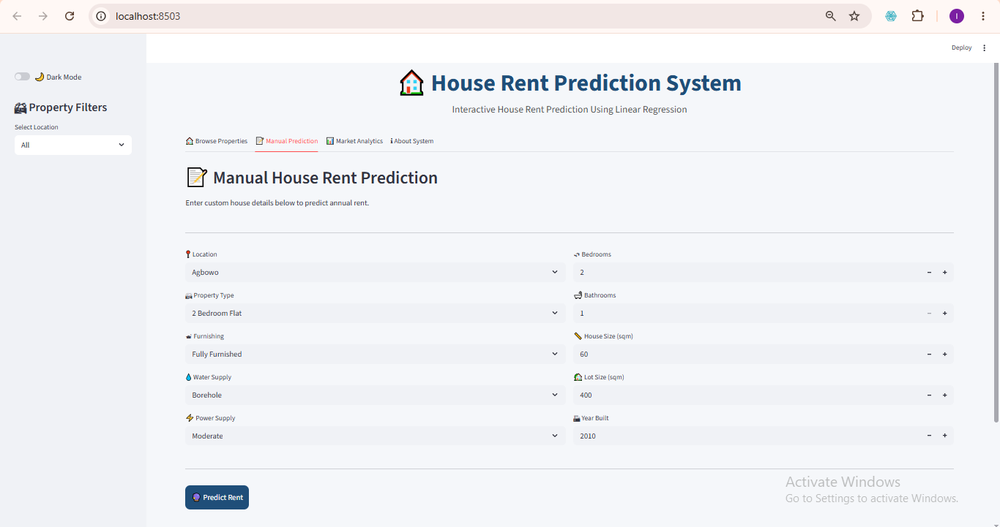 localhost:8503
I
Deploy
Dark Mode
Property Filters
Select Location
All
House Rent Prediction System
Interactive House Rent Prediction Using Linear Regression
Browse Properties Manual Prediction Market Analytics About System
Manual House Rent Prediction
Enter custom house details below to predict annual rent.
Location
Agbowo
Property Type
2 Bedroom Flat
Furnishing
Fully Furnished
Water Supply
Borehole
Power Supply
Moderate
Bedrooms
2
Bathrooms
1
House Size (sqm)
60
Lot Size (sqm)
400
Year Built
2010
Predict Rent
Activate Windows
Go to Settings to activate Windows.